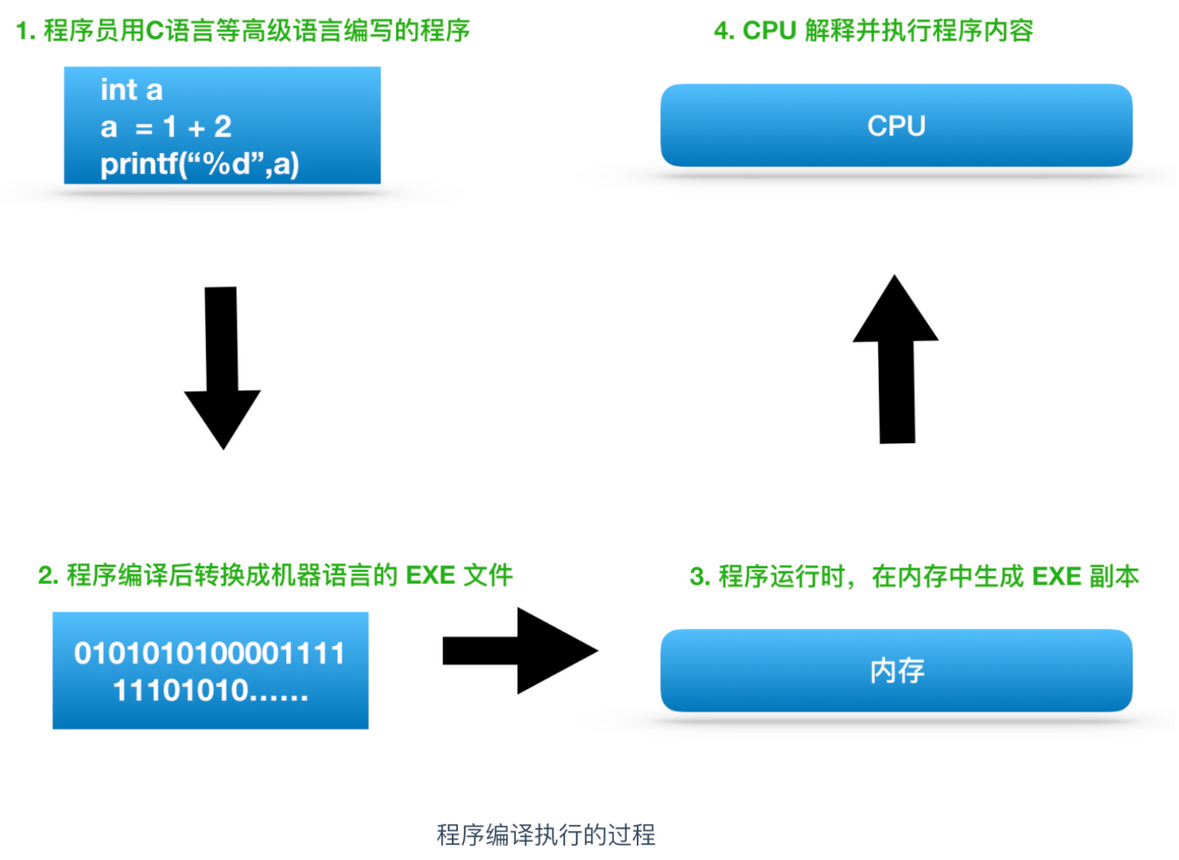 1. 程序员用C语言等高级语言编写的程序
int a
a = 1 + 2
printf(“%d”,a)
2. 程序编译后转换成机器语言的 EXE 文件
0101010100001111
11101010......
3. 程序运行时，在内存中生成 EXE 副本
内存
4. CPU 解释并执行程序内容
CPU
程序编译执行的过程